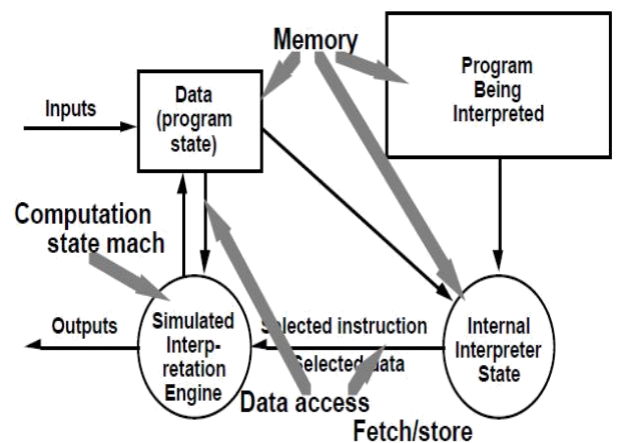 Memory
Program
Being
Interpreted
Data
(program
state)
Inputs
Computation
state mach
Outputs
Simulated
Interp-
retation
Engine
Selected instruction
Selected data
Internal
Interpreter
State
Data access
Fetch/store